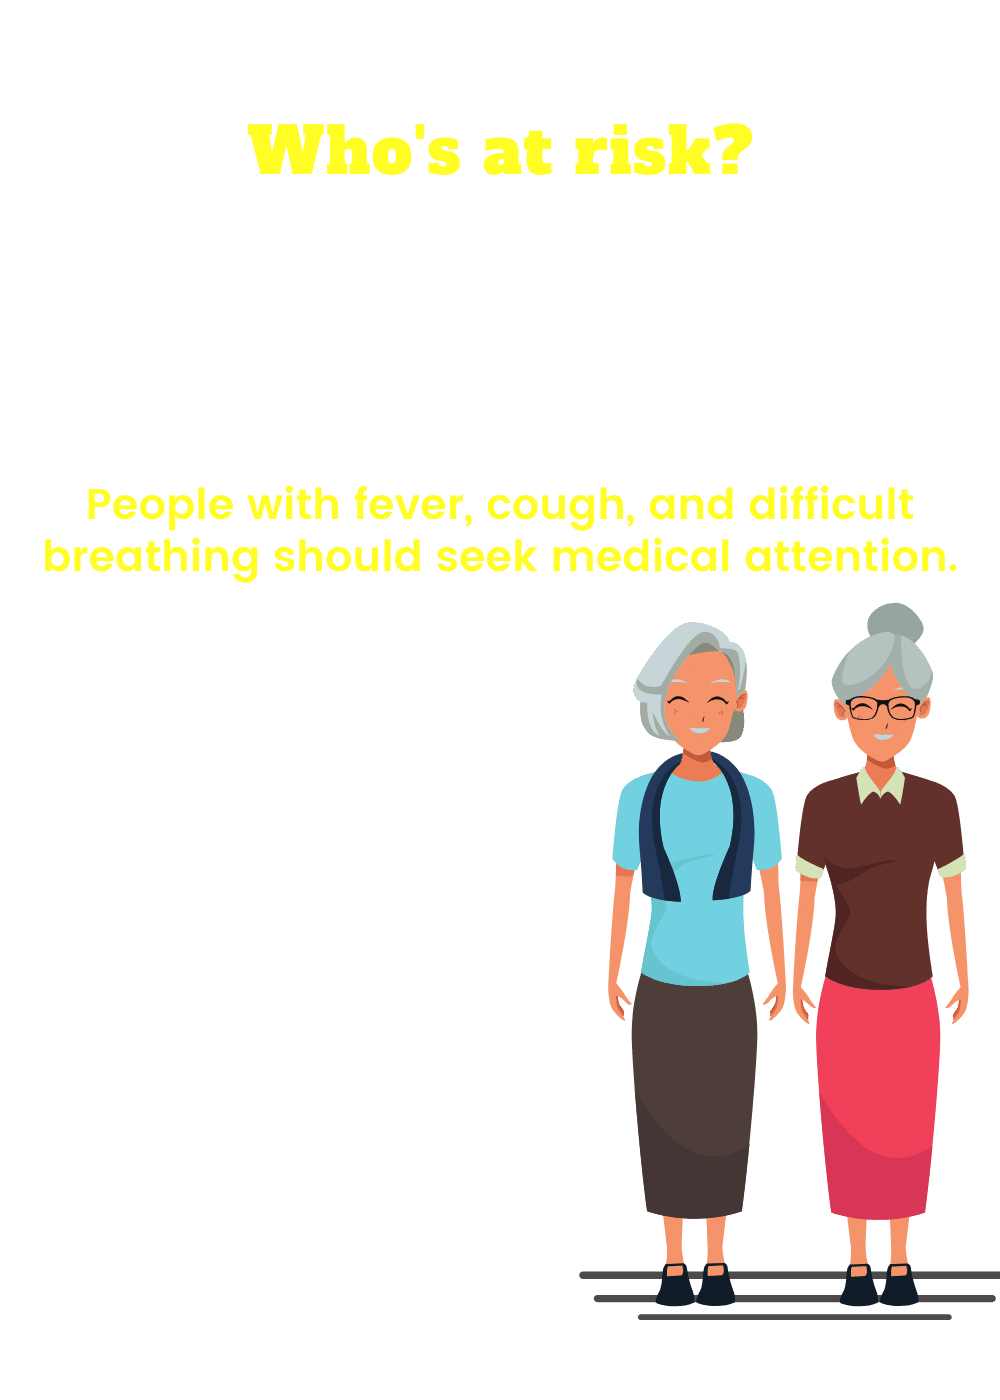 Who's at risk?
People with fever, cough, and difficult
breathing should seek medical attention.